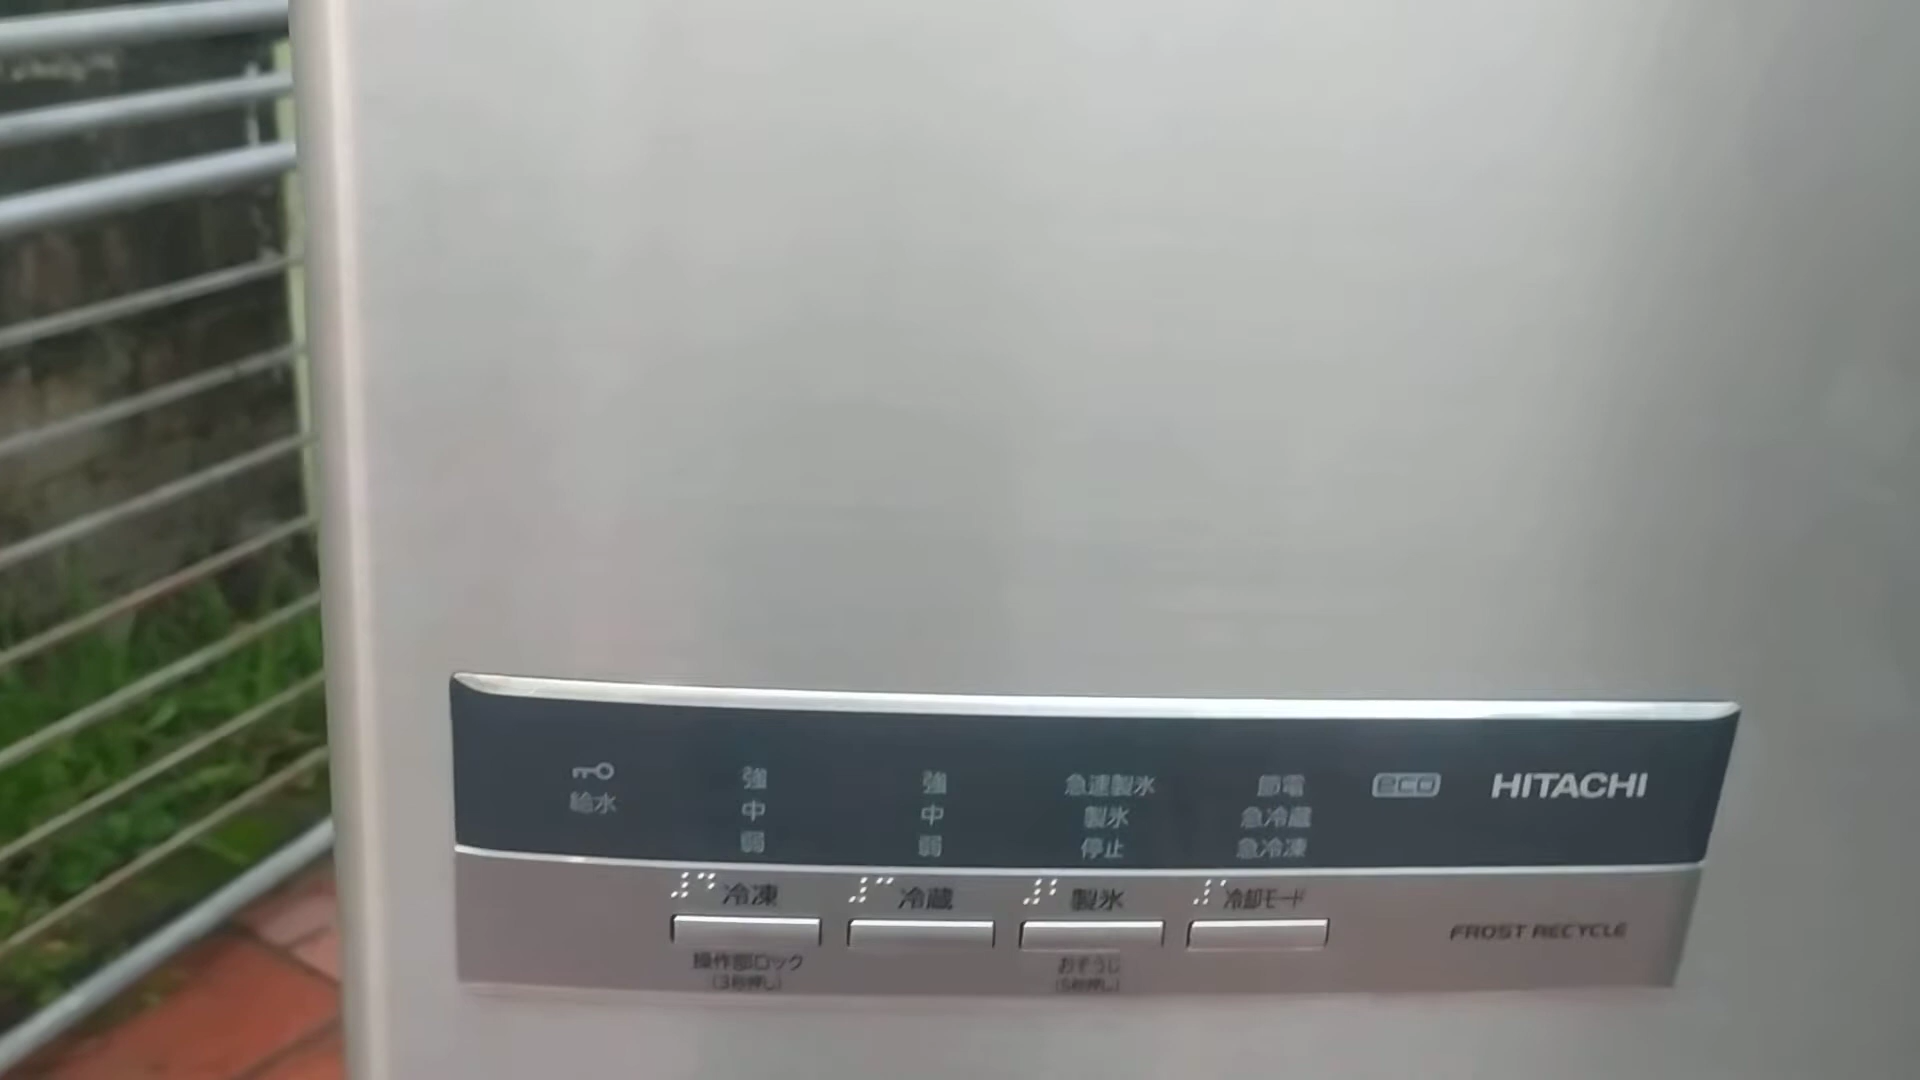 給水
強
中
弱
強
中
弱
急速製氷
製氷
停止
節電
急冷蔵
急冷凍
ECO
HITACHI
冷凍
冷蔵
製氷
冷却モード
操作部ロック
(3秒押し)
おそうじ
(5秒押し)
FROST RECYCLE